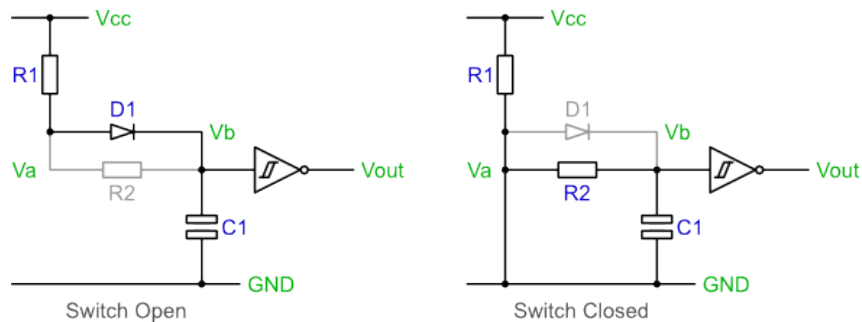 Vcc
R1
D1
Vb
Va
R2
Vout
C1
GND
Switch Open
Vcc
R1
D1
Vb
Va
R2
Vout
C1
GND
Switch Closed